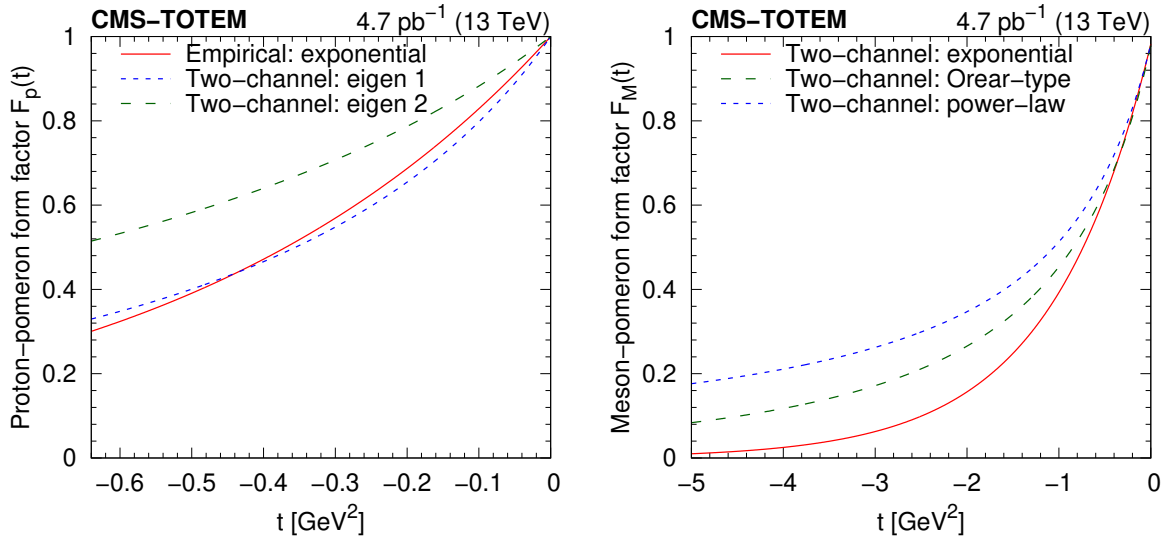 CMS−TOTEM 4.7 pb⁻¹ (13 TeV)
Empirical: exponential
Two−channel: eigen 1
Two−channel: eigen 2
Proton−pomeron form factor F_p(t)
1
0.8
0.6
0.4
0.2
0
−0.6 −0.5 −0.4 −0.3 −0.2 −0.1 0
t [GeV²]
CMS−TOTEM 4.7 pb⁻¹ (13 TeV)
Two−channel: exponential
Two−channel: Orear−type
Two−channel: power−law
Meson−pomeron form factor F_M(t)
1
0.8
0.6
0.4
0.2
0
−5 −4 −3 −2 −1 0
t [GeV²]